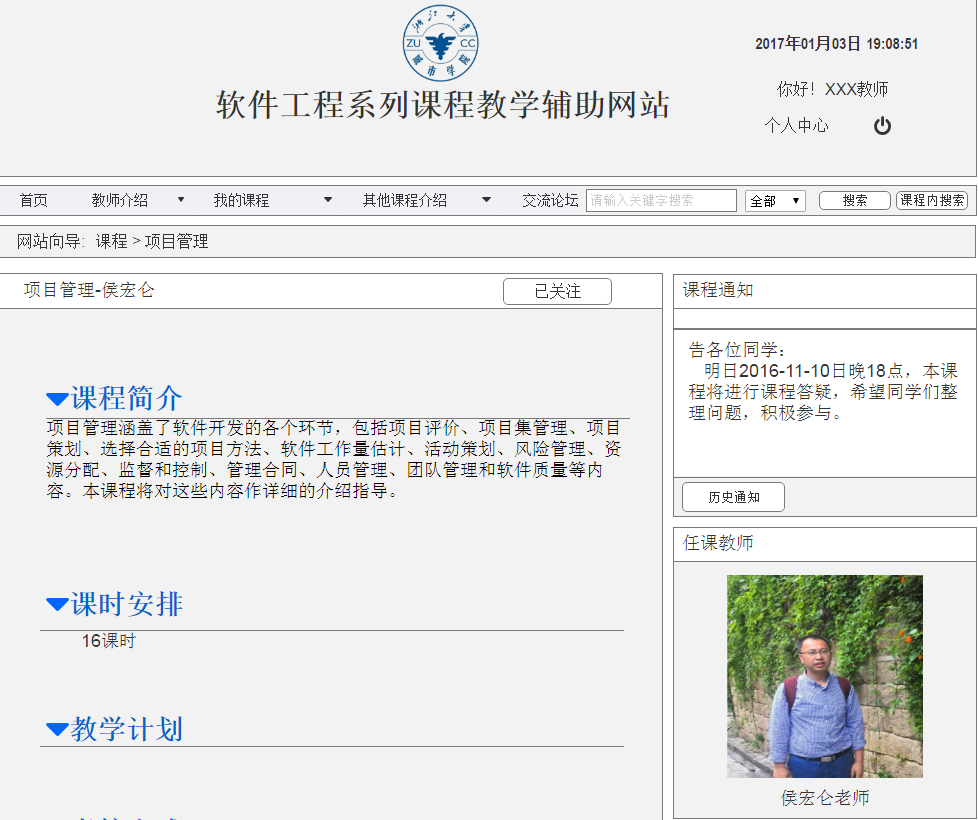 浙江大学
ZU CC
城市学院
2017年01月03日 19:08:51
软件工程系列课程教学辅助网站
你好！XXX教师
个人中心
首页 教师介绍 我的课程 其他课程介绍 交流论坛 请输入关键字搜索 全部 搜索 课程内搜索
网站向导: 课程 > 项目管理
项目管理-侯宏仑 已关注
课程简介
项目管理涵盖了软件开发的各个环节，包括项目评价、项目集管理、项目
策划、选择合适的项目方法、软件工作量估计、活动策划、风险管理、资
源分配、监督和控制、管理合同、人员管理、团队管理和软件质量等内
容。本课程将对这些内容作详细的介绍指导。
课时安排
16课时
教学计划
课程通知
告各位同学：
明日2016-11-10日晚18点，本课
程将进行课程答疑，希望同学们整
理问题，积极参与。
历史通知
任课教师
侯宏仑老师